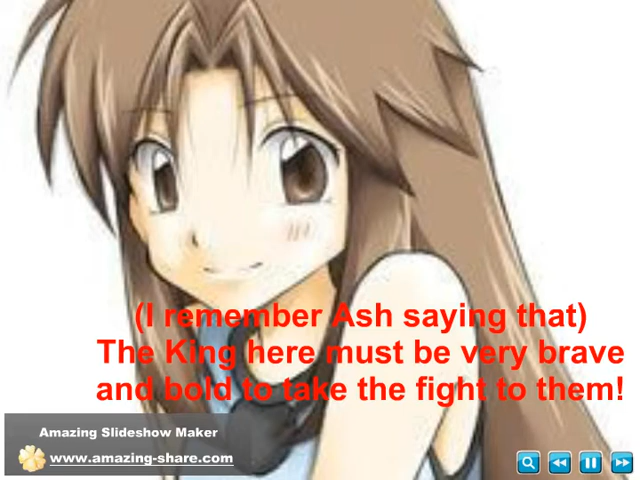 (I remember Ash saying that)
The King here must be very brave
and bold to take the fight to them!
Amazing Slideshow Maker
www.amazing-share.com